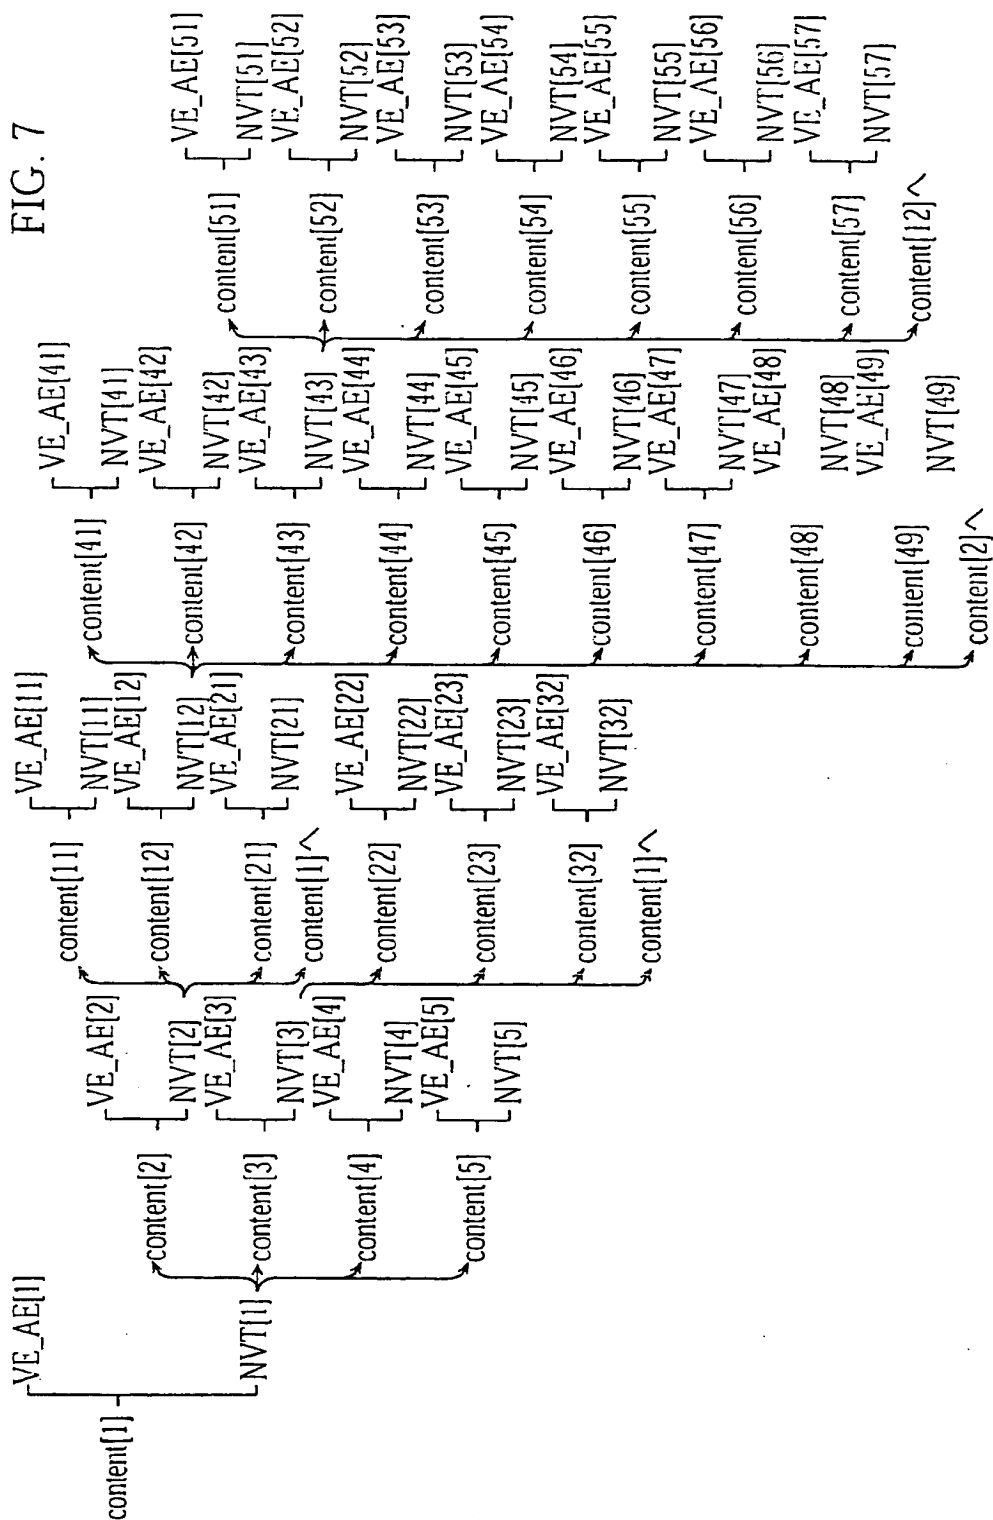 FIG. 7
content[1]
VE_AE[1]
NVT[1]
content[2]
content[3]
content[4]
content[5]
VE_AE[2]
NVT[2]
VE_AE[3]
NVT[3]
VE_AE[4]
NVT[4]
VE_AE[5]
NVT[5]
content[11]
content[12]
content[21]
content[1]^
content[22]
content[23]
content[32]
content[1]^
VE_AE[11]
NVT[11]
VE_AE[12]
NVT[12]
VE_AE[21]
NVT[21]
VE_AE[22]
NVT[22]
VE_AE[23]
NVT[23]
VE_AE[32]
NVT[32]
content[41]
content[42]
content[43]
content[44]
content[45]
content[46]
content[47]
content[48]
content[49]
content[2]^
VE_AE[41]
NVT[41]
VE_AE[42]
NVT[42]
VE_AE[43]
NVT[43]
VE_AE[44]
NVT[44]
VE_AE[45]
NVT[45]
VE_AE[46]
NVT[46]
VE_AE[47]
NVT[47]
VE_AE[48]
NVT[48]
VE_AE[49]
NVT[49]
content[51]
content[52]
content[53]
content[54]
content[55]
content[56]
content[57]
content[12]^
VE_AE[51]
NVT[51]
VE_AE[52]
NVT[52]
VE_AE[53]
NVT[53]
VE_AE[54]
NVT[54]
VE_AE[55]
NVT[55]
VE_AE[56]
NVT[56]
VE_AE[57]
NVT[57]